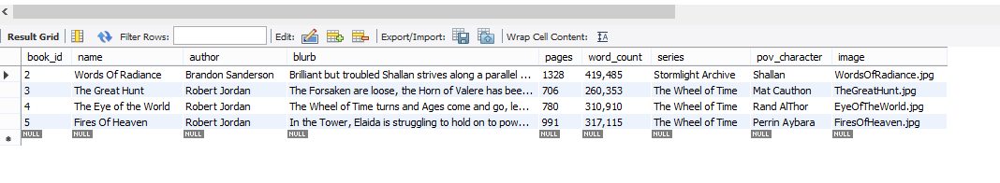 Result Grid Filter Rows: Edit: Export/Import: Wrap Cell Content: IA
book_id name author blurb pages word_count series pov_character image
2 Words Of Radiance Brandon Sanderson Brilliant but troubled Shallan strives along a parallel ... 1328 419,485 Stormlight Archive Shallan WordsOfRadiance.jpg
3 The Great Hunt Robert Jordan The Forsaken are loose, the Horn of Valere has bee... 706 260,353 The Wheel of Time Mat Cauthon TheGreatHunt.jpg
4 The Eye of the World Robert Jordan The Wheel of Time turns and Ages come and go, le... 780 310,910 The Wheel of Time Rand AlThor EyeOfTheWorld.jpg
5 Fires Of Heaven Robert Jordan In the Tower, Elaida is struggling to hold on to pow... 991 317,115 The Wheel of Time Perrin Aybara FiresOfHeaven.jpg
NULL NULL NULL NULL NULL NULL NULL NULL NULL